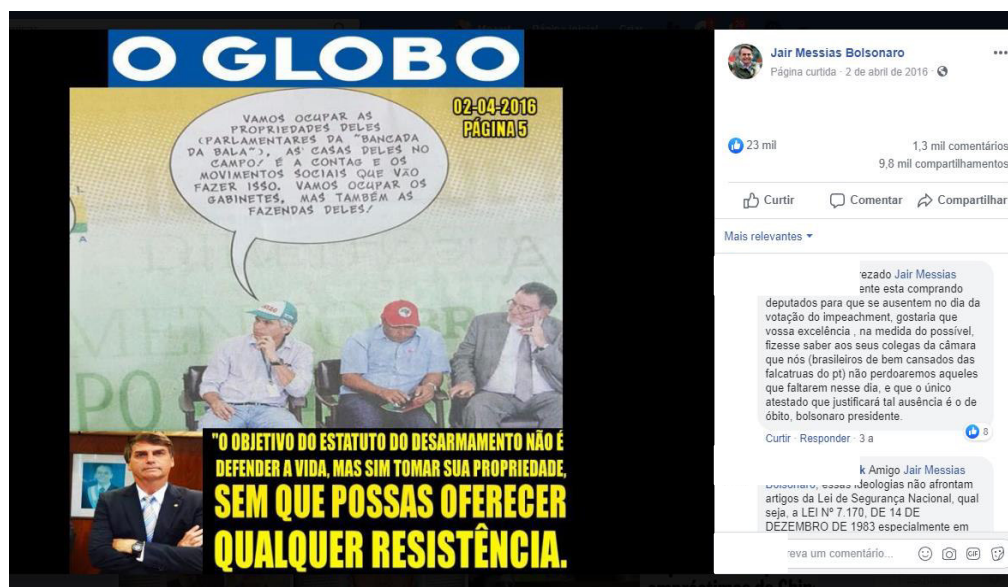 O GLOBO
02-04-2016
PÁGINA 5
VAMOS OCUPAR AS
PROPRIEDADES DELES
(PARLAMENTARES DA "BANCADA
DA BALA"), AS CASAS DELES NO
CAMPO! É A CONTAG E OS
MOVIMENTOS SOCIAIS QUE VÃO
FAZER ISSO. VAMOS OCUPAR OS
GABINETES, MAS TAMBÉM AS
FAZENDAS DELES!
"O OBJETIVO DO ESTATUTO DO DESARMAMENTO NÃO É
DEFENDER A VIDA, MAS SIM TOMAR SUA PROPRIEDADE,
SEM QUE POSSAS OFERECER
QUALQUER RESISTÊNCIA.
Jair Messias Bolsonaro
Página curtida · 2 de abril de 2016 ·
23 mil
1,3 mil comentários
9,8 mil compartilhamentos
Curtir Comentar Compartilhar
Mais relevantes
ezado Jair Messias
ente esta comprando
deputados para que se ausentem no dia da
votação do impeachment, gostaria que
vossa excelência , na medida do possível,
fizesse saber aos seus colegas da câmara
que nós (brasileiros de bem cansados das
falcatruas do pt) não perdoaremos aqueles
que faltarem nesse dia, e que o único
atestado que justificará tal ausência é o de
óbito, bolsonaro presidente.
Curtir · Responder · 3 a
8
k Amigo Jair Messias
Bolsonaro, essas ideologias não afrontam
artigos da Lei de Segurança Nacional, qual
seja, a LEI Nº 7.170, DE 14 DE
DEZEMBRO DE 1983 especialmente em
reva um comentário...
GIF